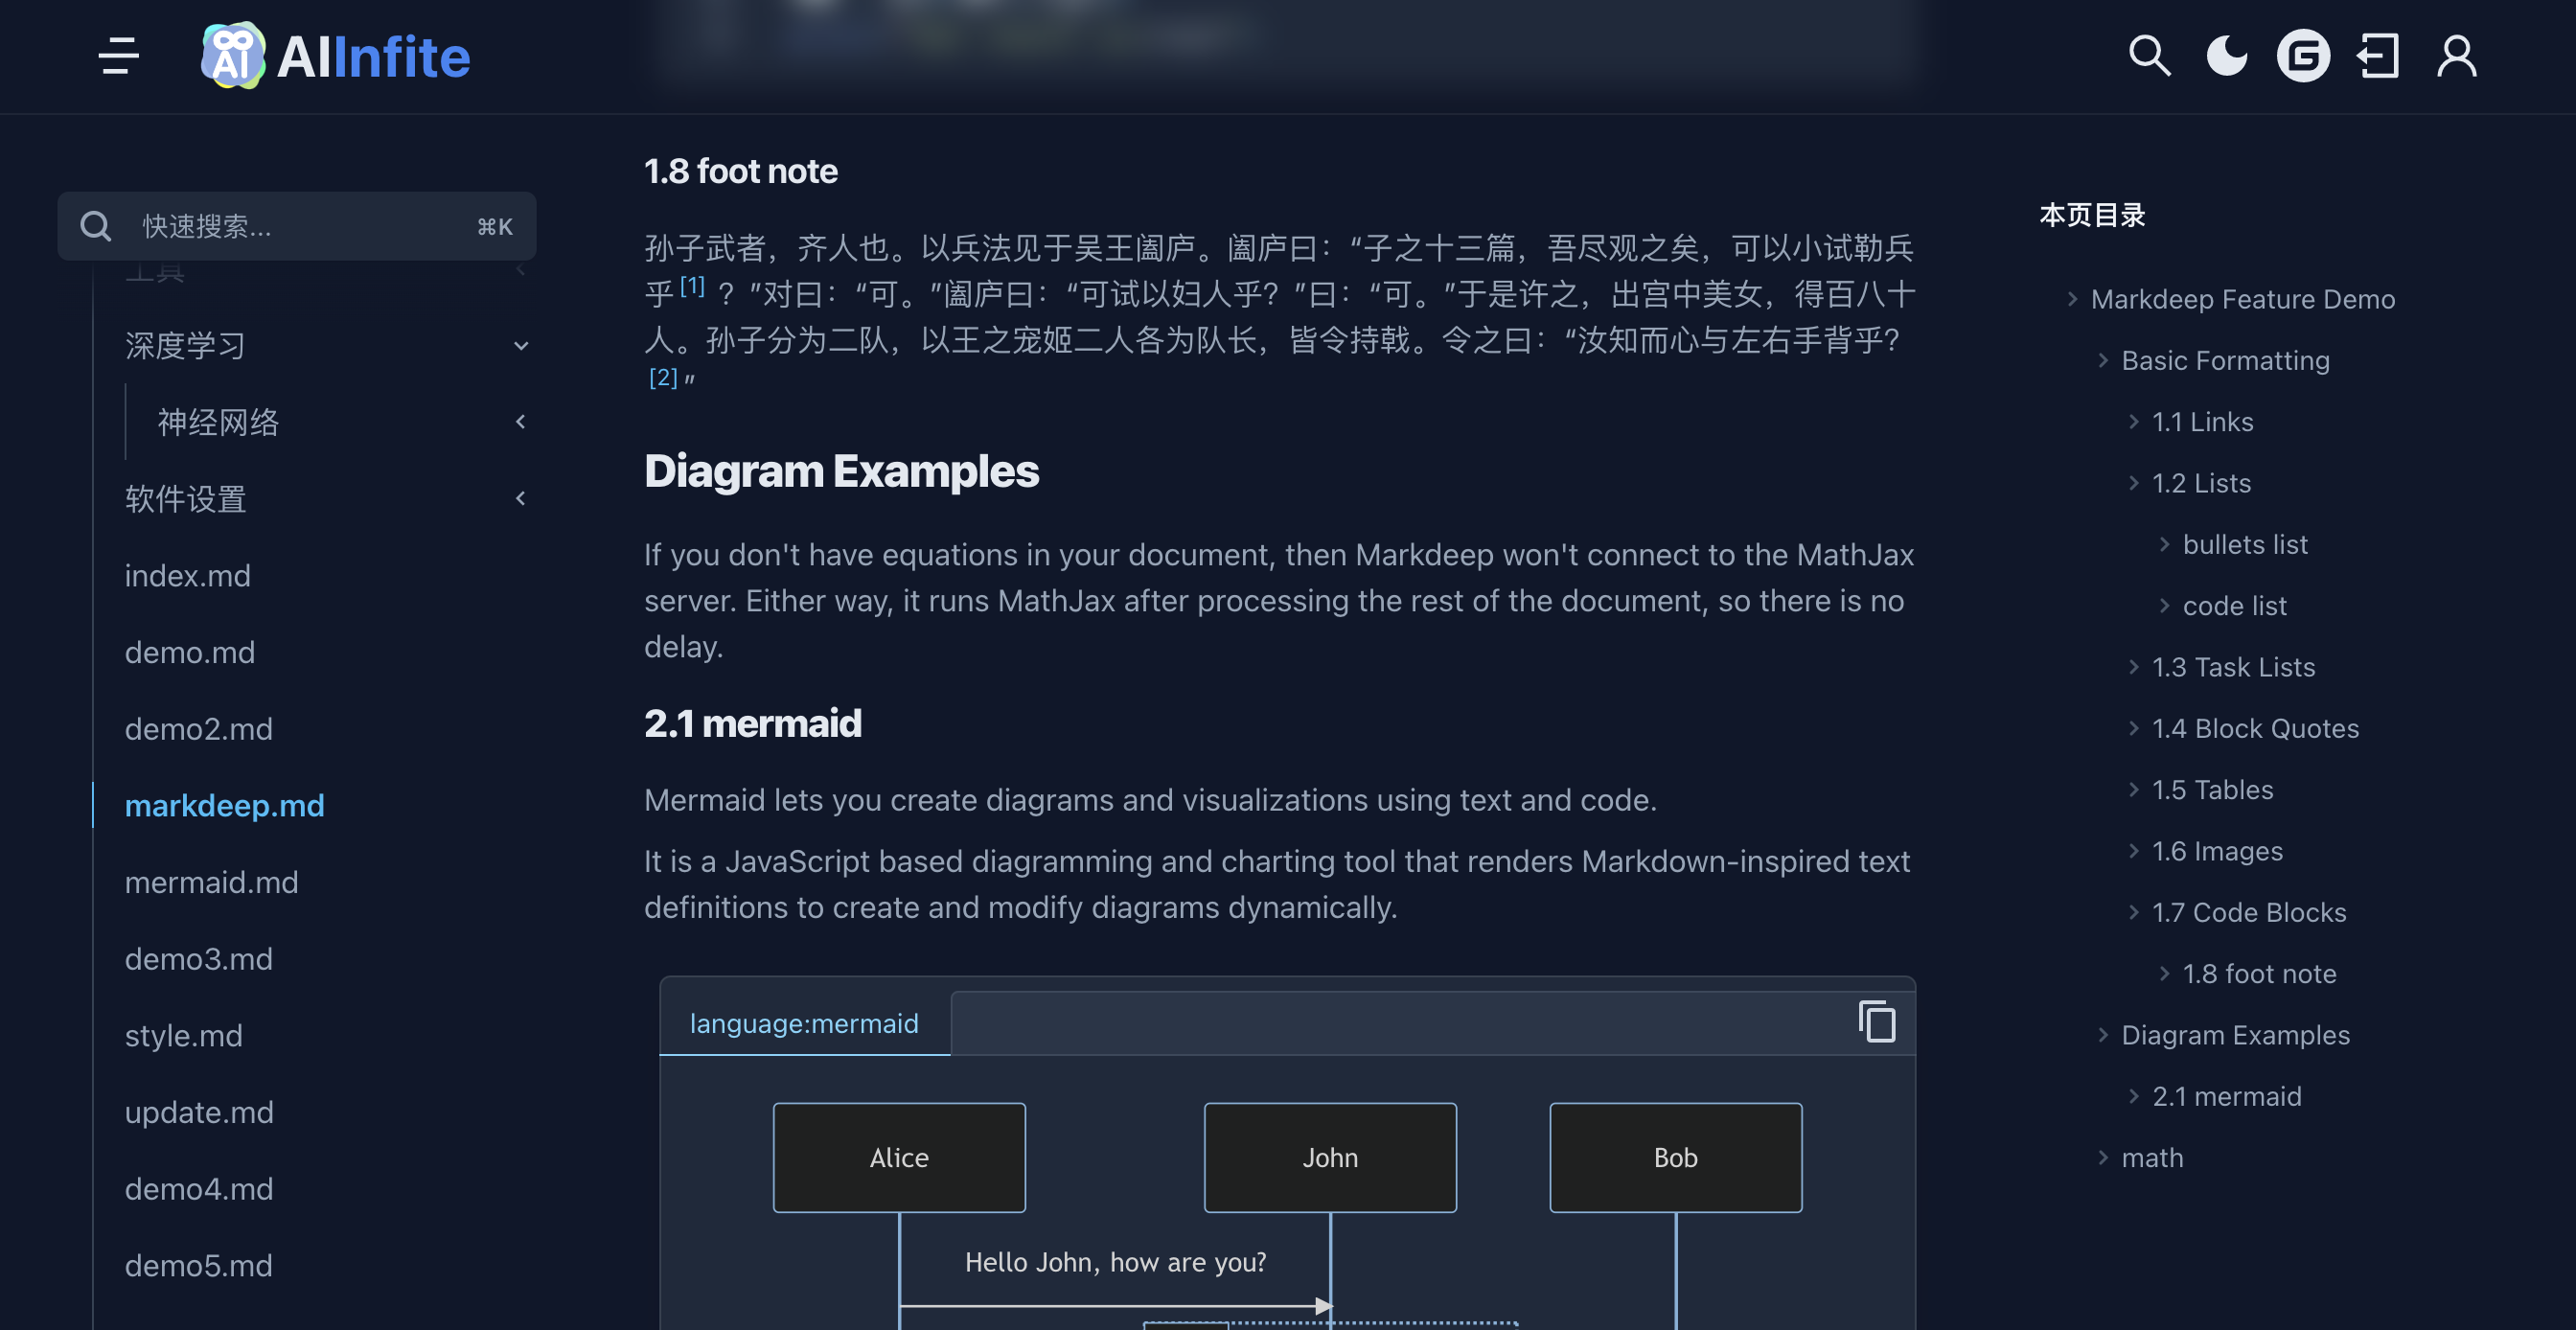 AIInfite
快速搜索...
⌘K
工具
深度学习
神经网络
软件设置
index.md
demo.md
demo2.md
markdeep.md
mermaid.md
demo3.md
style.md
update.md
demo4.md
demo5.md
1.8 foot note
孙子武者，齐人也。以兵法见于吴王阖庐。阖庐曰：“子之十三篇，吾尽观之矣，可以小试勒兵
乎[1] ？”对曰：“可。”阖庐曰：“可试以妇人乎？”曰：“可。”于是许之，出宫中美女，得百八十
人。孙子分为二队，以王之宠姬二人各为队长，皆令持戟。令之曰：“汝知而心与左右手背乎？
[2]”
Diagram Examples
If you don't have equations in your document, then Markdeep won't connect to the MathJax
server. Either way, it runs MathJax after processing the rest of the document, so there is no
delay.
2.1 mermaid
Mermaid lets you create diagrams and visualizations using text and code.
It is a JavaScript based diagramming and charting tool that renders Markdown-inspired text
definitions to create and modify diagrams dynamically.
language:mermaid
Alice
John
Bob
Hello John, how are you?
本页目录
Markdeep Feature Demo
Basic Formatting
1.1 Links
1.2 Lists
bullets list
code list
1.3 Task Lists
1.4 Block Quotes
1.5 Tables
1.6 Images
1.7 Code Blocks
1.8 foot note
Diagram Examples
2.1 mermaid
math